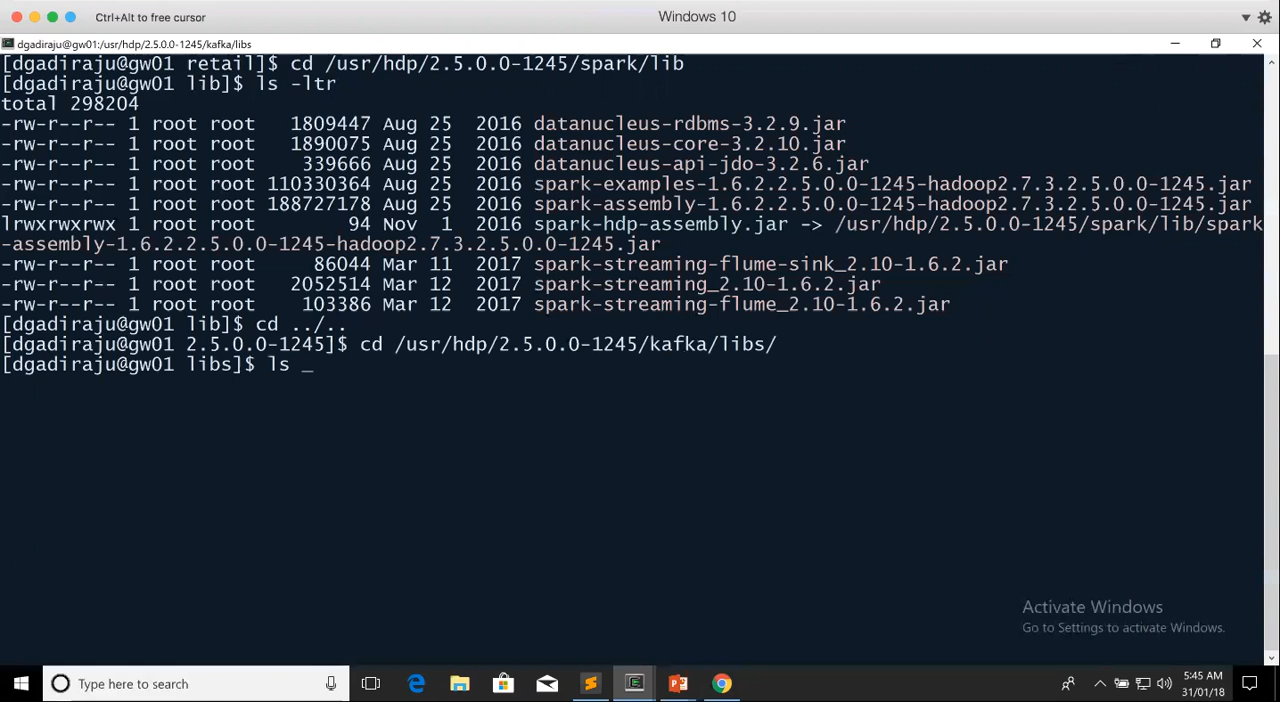 Ctrl+Alt to free cursor
Windows 10
dgadiraju@gw01:/usr/hdp/2.5.0.0-1245/kafka/libs
[dgadiraju@gw01 retail]$ cd /usr/hdp/2.5.0.0-1245/spark/lib
[dgadiraju@gw01 lib]$ ls -ltr
total 298204
-rw-r--r-- 1 root root   1809447 Aug 25  2016 datanucleus-rdbms-3.2.9.jar
-rw-r--r-- 1 root root   1890075 Aug 25  2016 datanucleus-core-3.2.10.jar
-rw-r--r-- 1 root root    339666 Aug 25  2016 datanucleus-api-jdo-3.2.6.jar
-rw-r--r-- 1 root root 110330364 Aug 25  2016 spark-examples-1.6.2.2.5.0.0-1245-hadoop2.7.3.2.5.0.0-1245.jar
-rw-r--r-- 1 root root 188727178 Aug 25  2016 spark-assembly-1.6.2.2.5.0.0-1245-hadoop2.7.3.2.5.0.0-1245.jar
lrwxrwxrwx 1 root root        94 Nov  1  2016 spark-hdp-assembly.jar -> /usr/hdp/2.5.0.0-1245/spark/lib/spark
-assembly-1.6.2.2.5.0.0-1245-hadoop2.7.3.2.5.0.0-1245.jar
-rw-r--r-- 1 root root     86044 Mar 11  2017 spark-streaming-flume-sink_2.10-1.6.2.jar
-rw-r--r-- 1 root root   2052514 Mar 12  2017 spark-streaming_2.10-1.6.2.jar
-rw-r--r-- 1 root root    103386 Mar 12  2017 spark-streaming-flume_2.10-1.6.2.jar
[dgadiraju@gw01 lib]$ cd ../..
[dgadiraju@gw01 2.5.0.0-1245]$ cd /usr/hdp/2.5.0.0-1245/kafka/libs/
[dgadiraju@gw01 libs]$ ls _
Activate Windows
Go to Settings to activate Windows.
Type here to search
5:45 AM
31/01/18